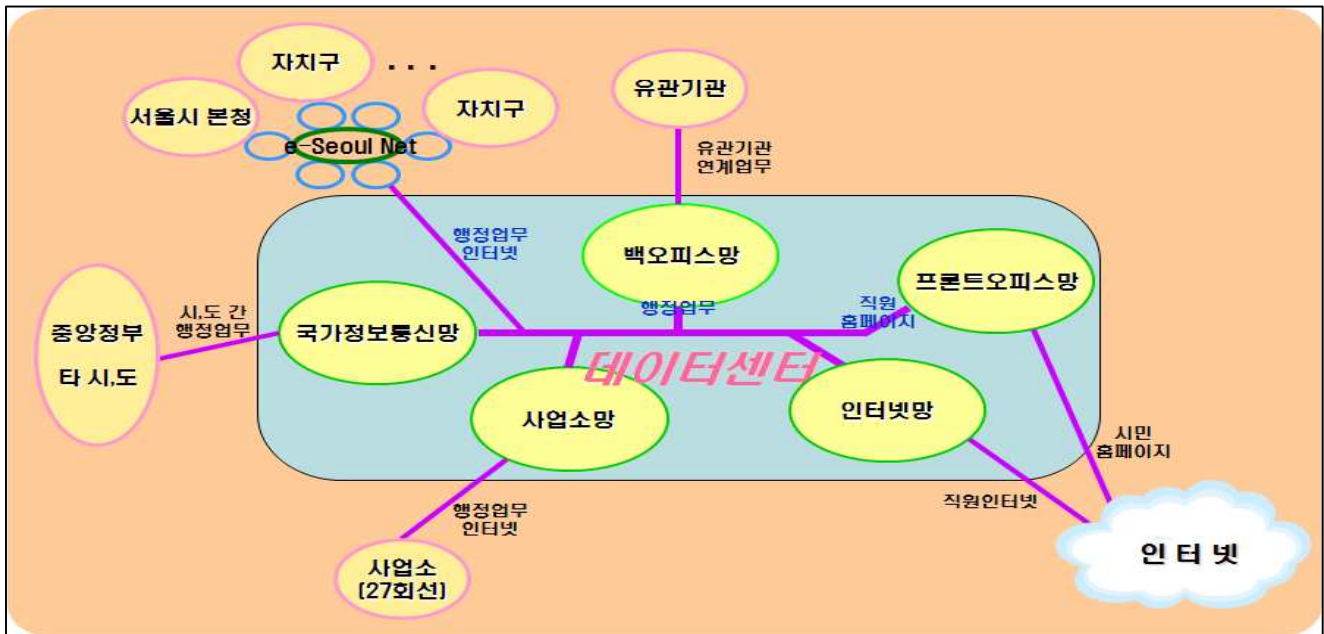 자치구
. . .
유관기관
서울시 본청
자치구
e-Seoul Net
유관기관
연계업무
행정업무
인터넷
백오피스망
프론트오피스망
시,도 간
행정업무
행정업무
직원
홈페이지
중앙정부
타 시,도
국가정보통신망
데이터센터
사업소망
인터넷망
시민
홈페이지
행정업무
인터넷
직원인터넷
인 터 넷
사업소
(27회선)